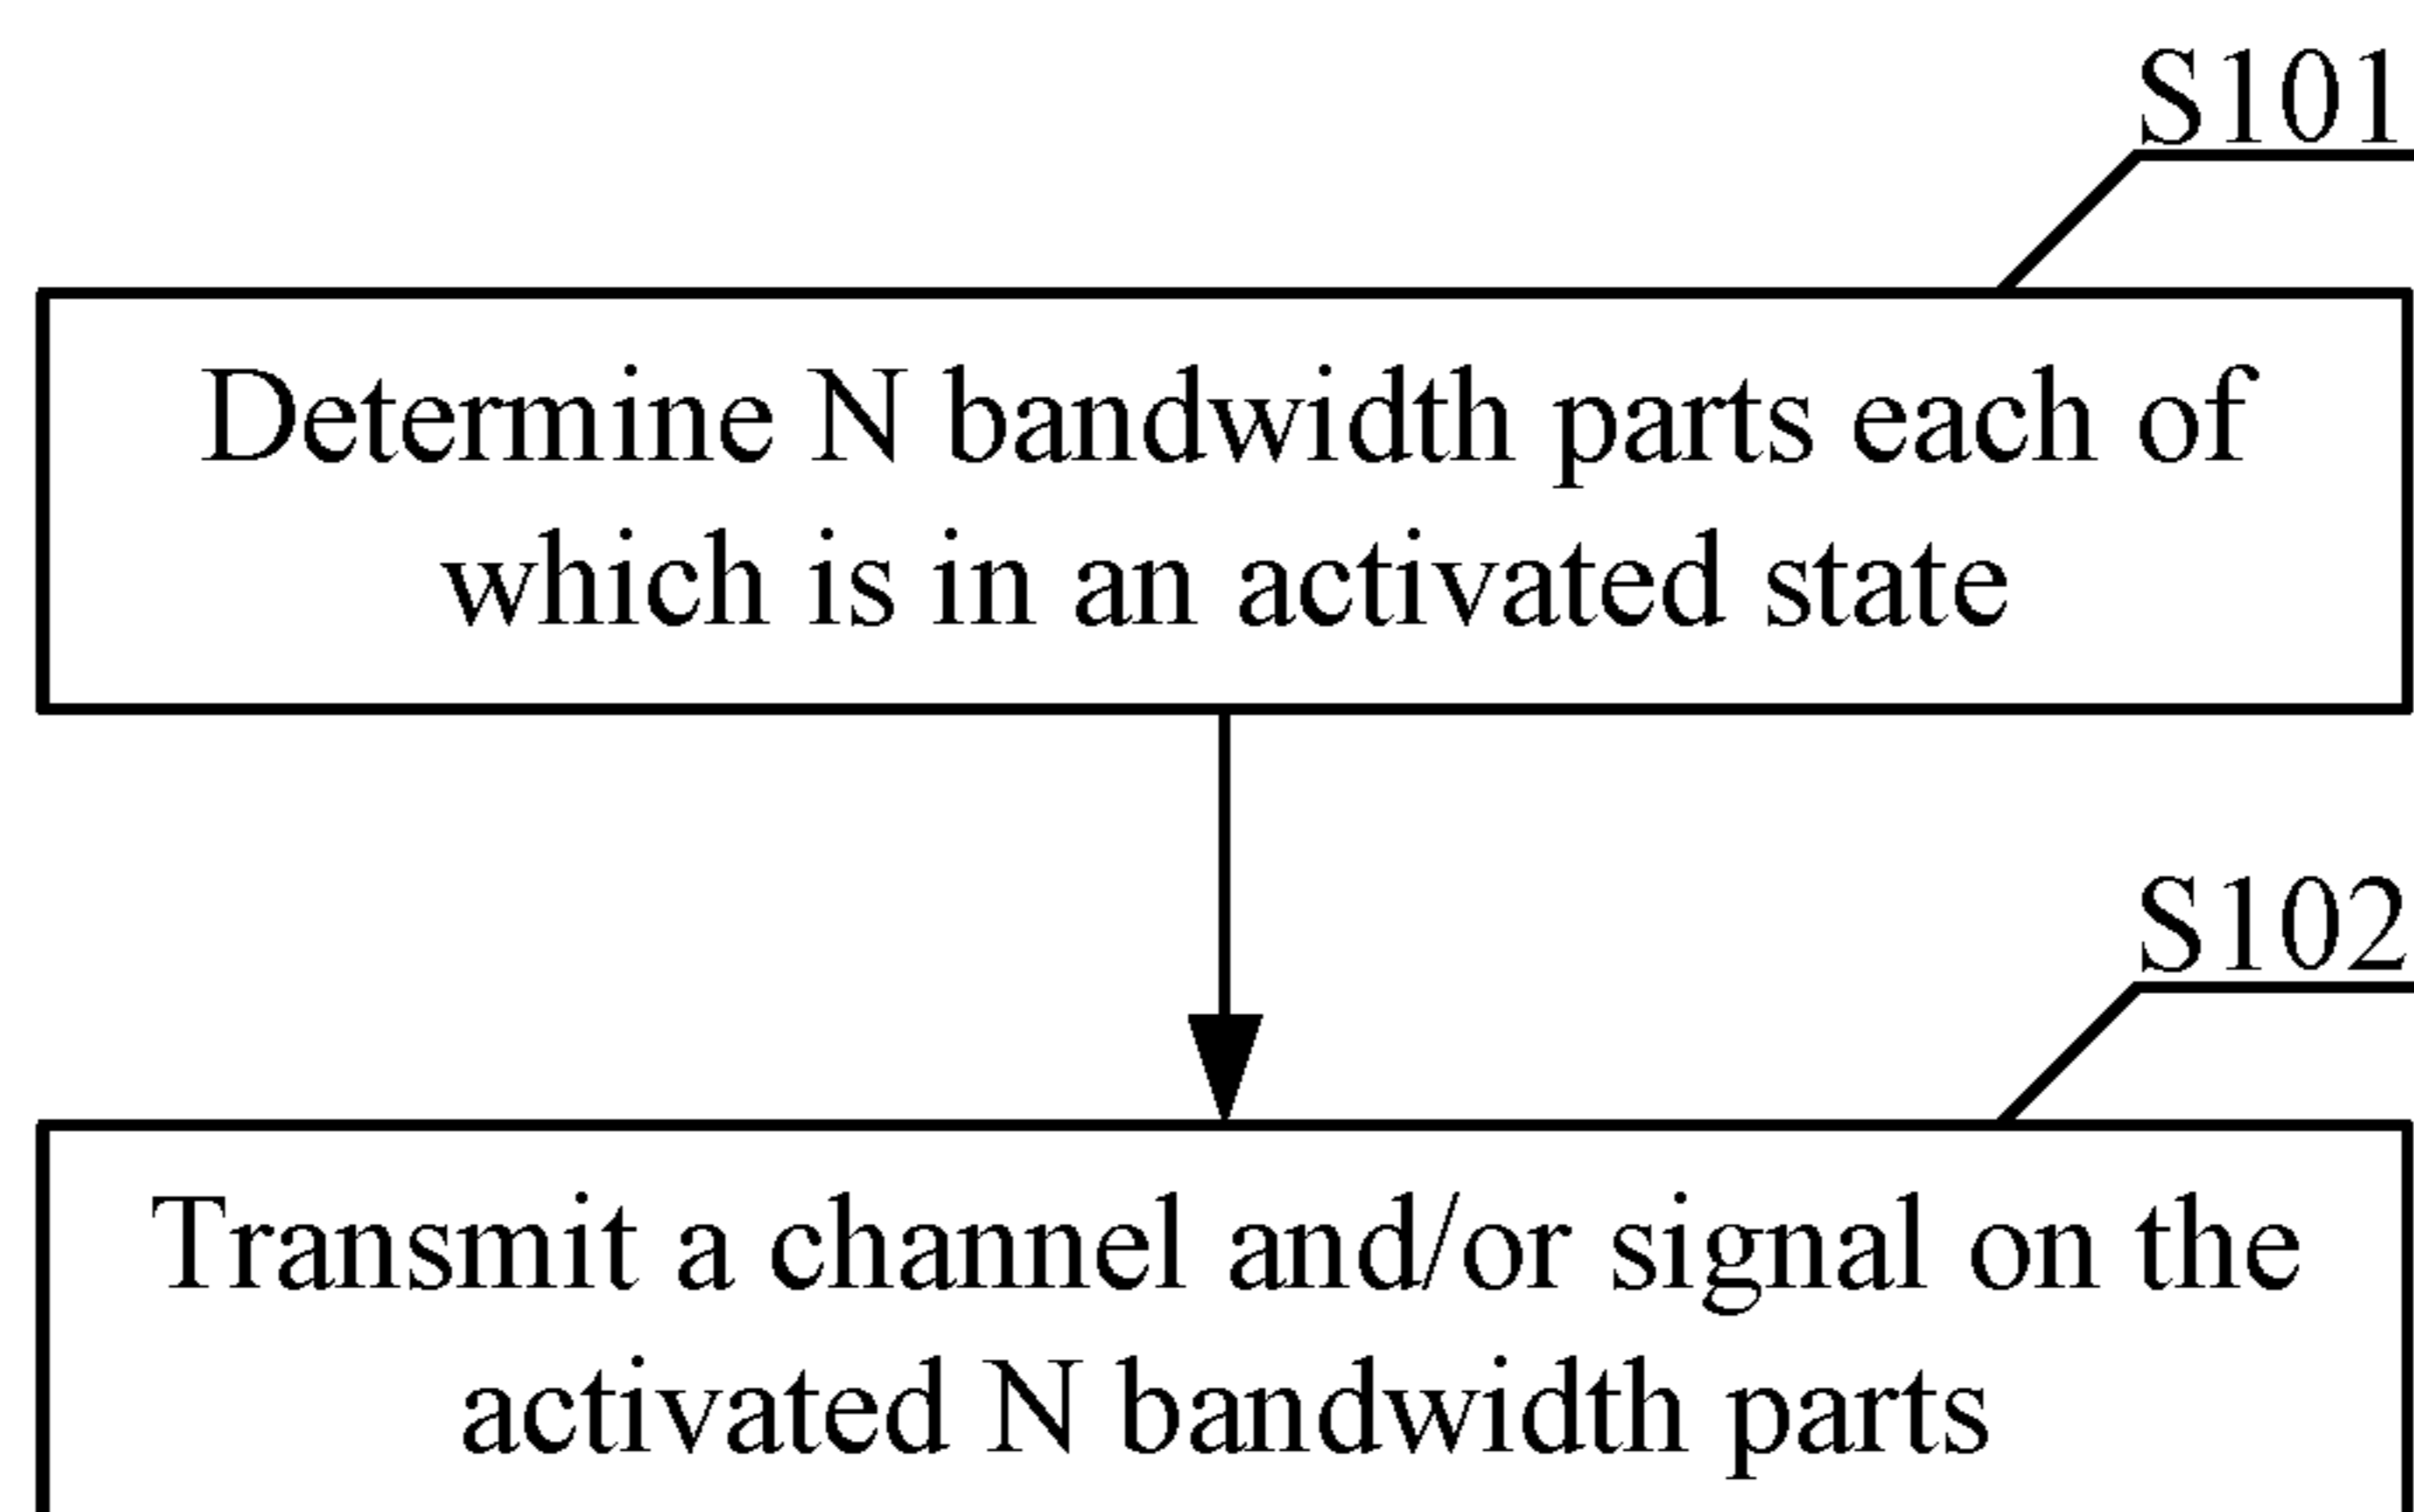 S101
Determine N bandwidth parts each of
which is in an activated state
S102
Transmit a channel and/or signal on the
activated N bandwidth parts